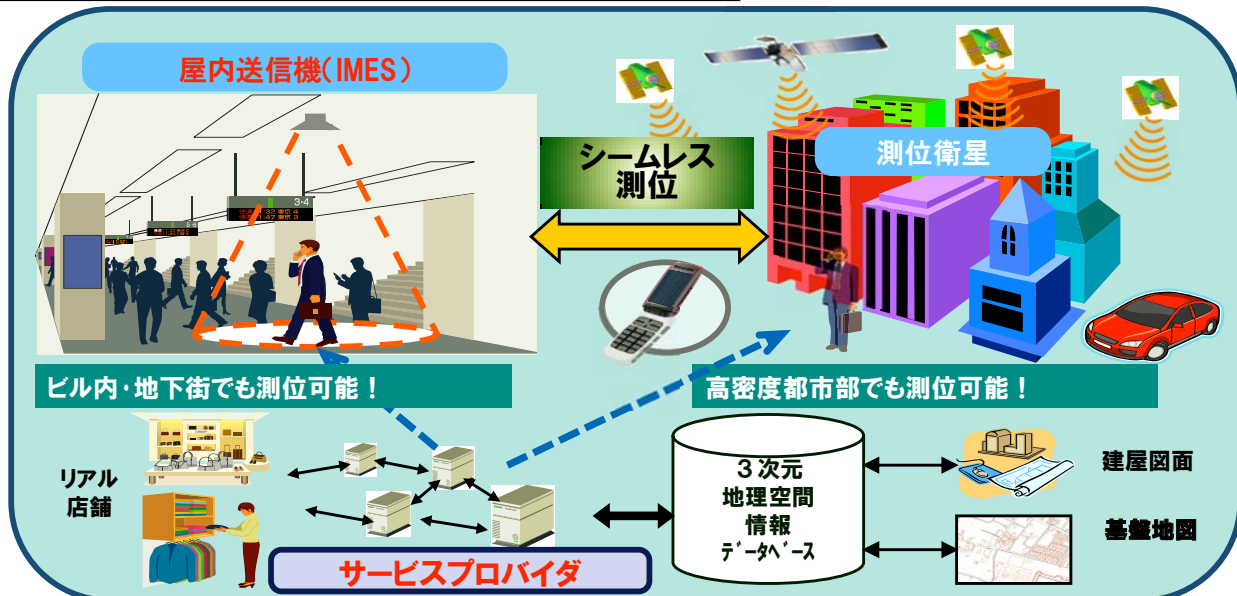 屋内送信機(IMES)
3・4
シームレス
測位
測位衛星
ビル内・地下街でも測位可能！
高密度都市部でも測位可能！
リアル
店舗
３次元
地理空間
情報
ﾃﾞｰﾀﾍﾞｰｽ
建屋図面
基盤地図
サービスプロバイダ